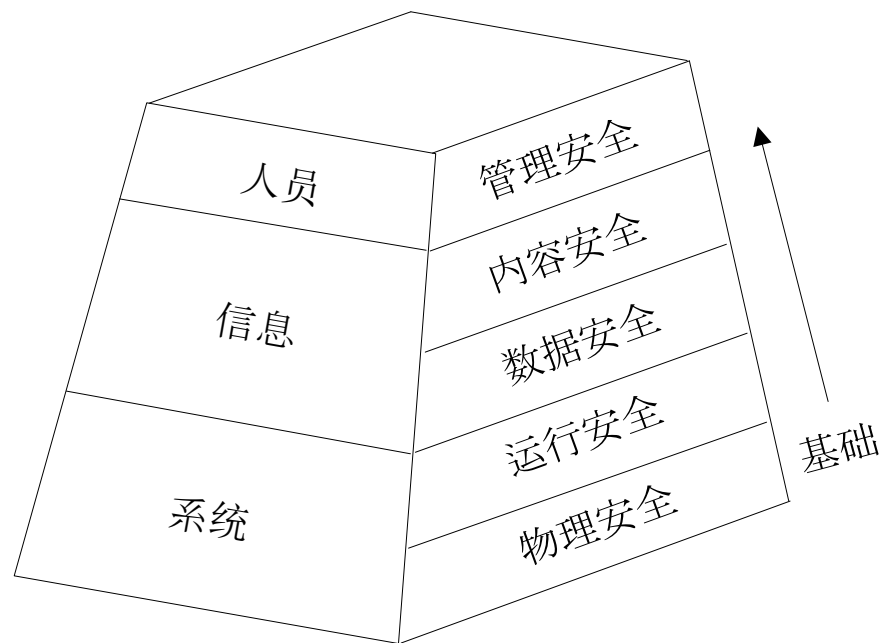 人员
信息
系统
管理安全
内容安全
数据安全
运行安全
物理安全
基础